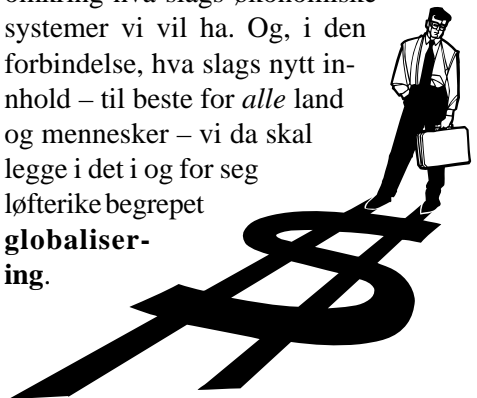 omkring hva slags økonomiske
systemer vi vil ha. Og, i den
forbindelse, hva slags nytt in-
nhold – til beste for alle land
og mennesker – vi da skal
legge i det i og for seg
løfterike begrepet
globaliser-
ing.